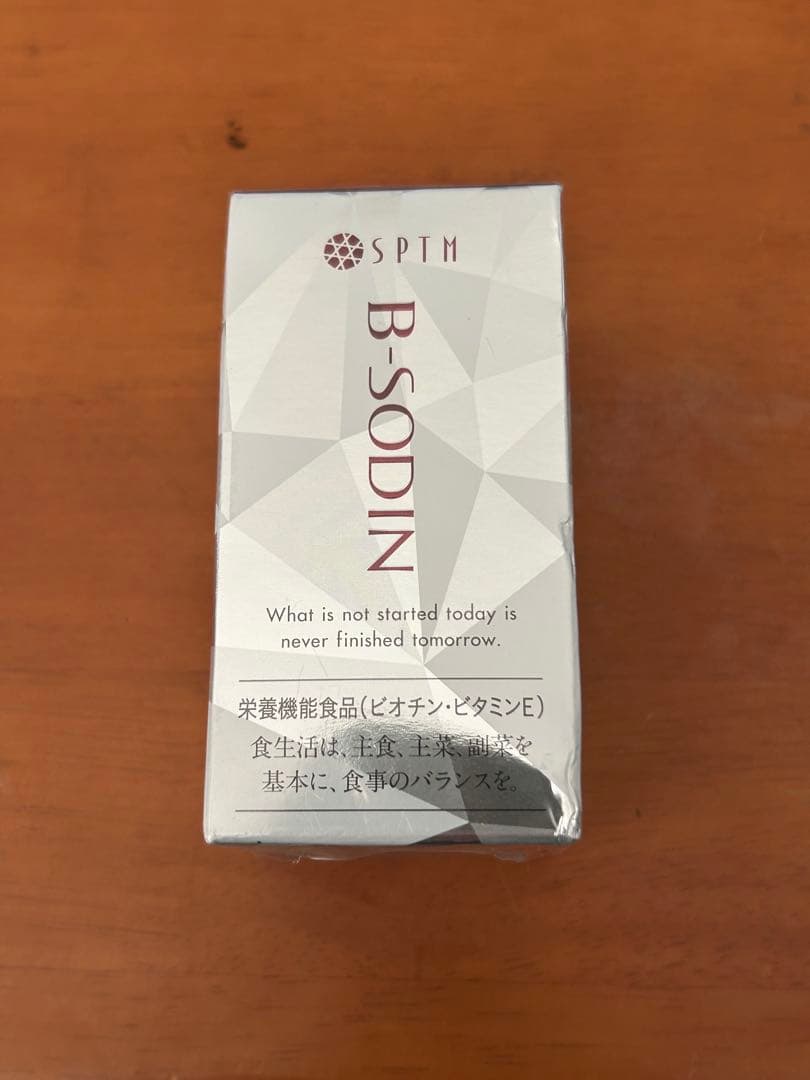 SPTM
B-SODIN
What is not started today is
never finished tomorrow.
栄養機能食品(ビオチン・ビタミンE)
食生活は、主食、主菜、副菜を
基本に、食事のバランスを。